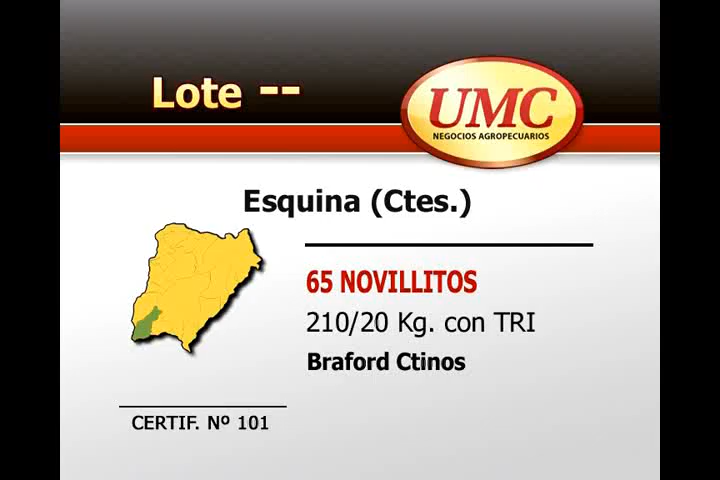 Lote --
UMC
NEGOCIOS AGROPECUARIOS
Esquina (Ctes.)
65 NOVILLITOS
210/20 Kg. con TRI
Braford Ctinos
CERTIF. Nº 101